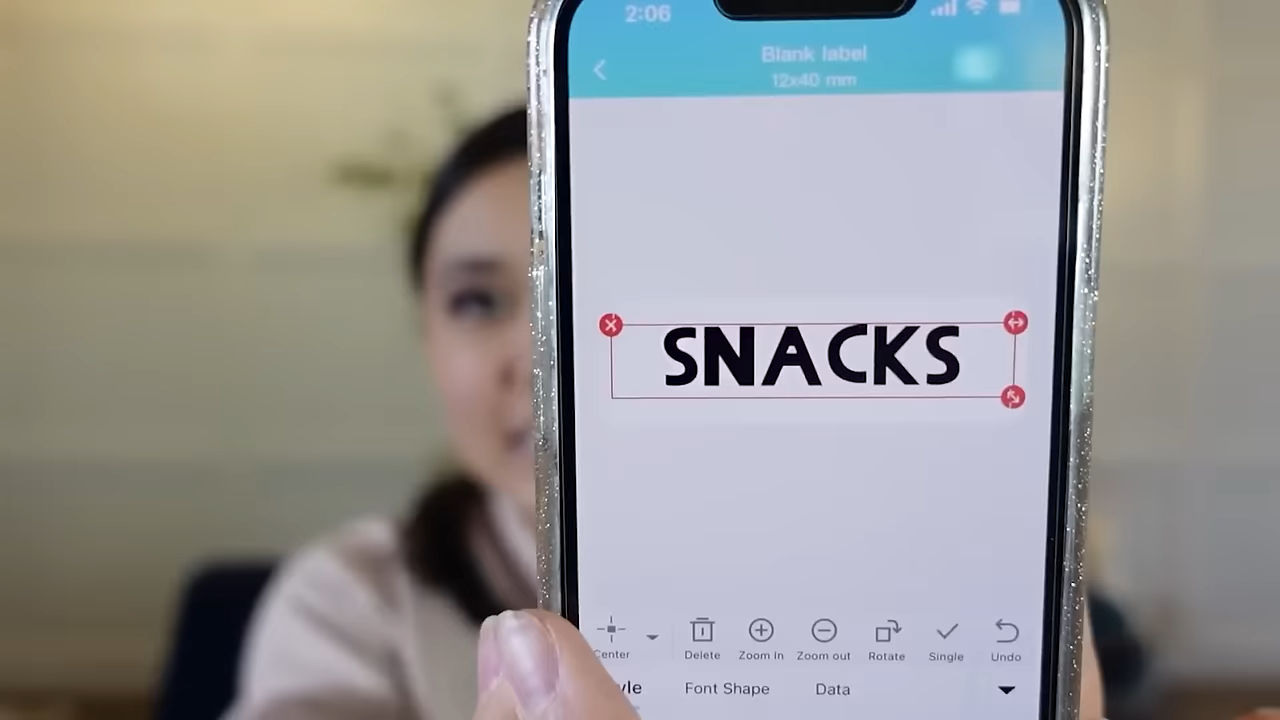 2:06
Blank label
12x40 mm
SNACKS
Center Delete Zoom In Zoom out Rotate Single Undo
Font Shape Data